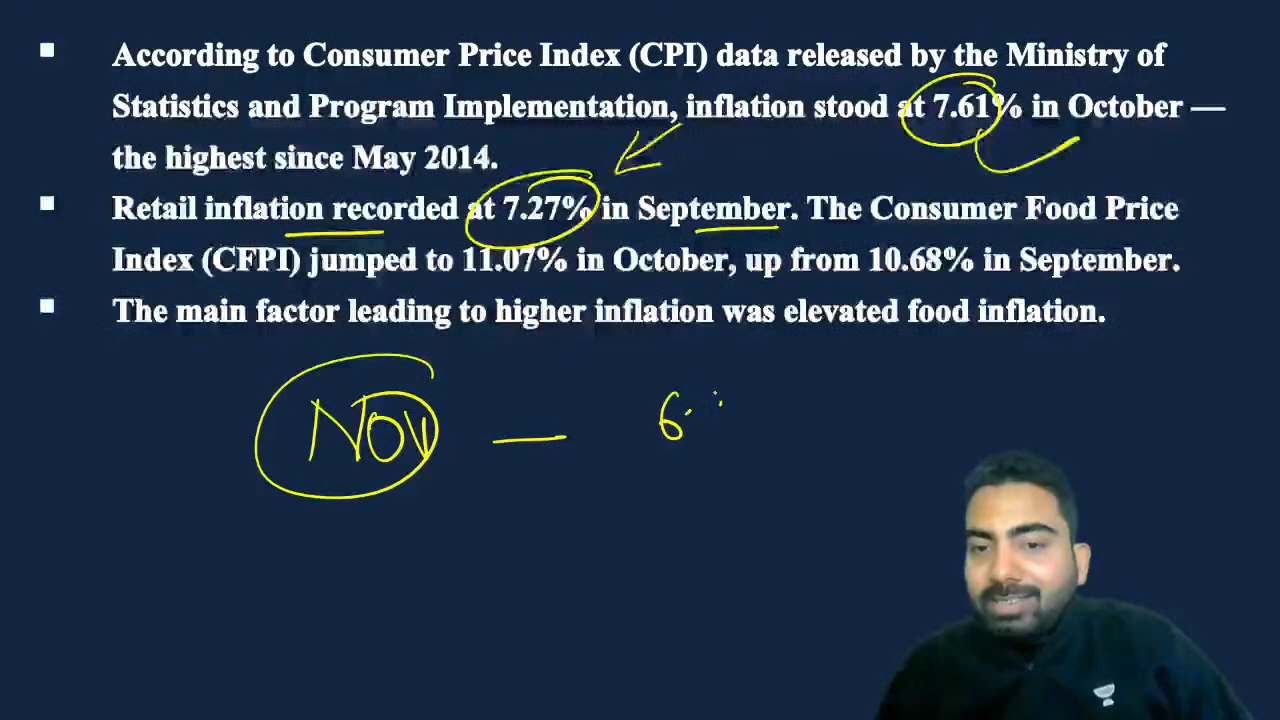 ▪ According to Consumer Price Index (CPI) data released by the Ministry of
Statistics and Program Implementation, inflation stood at 7.61% in October —
the highest since May 2014.
▪ Retail inflation recorded at 7.27% in September. The Consumer Food Price
Index (CFPI) jumped to 11.07% in October, up from 10.68% in September.
▪ The main factor leading to higher inflation was elevated food inflation.
Nov — 6.